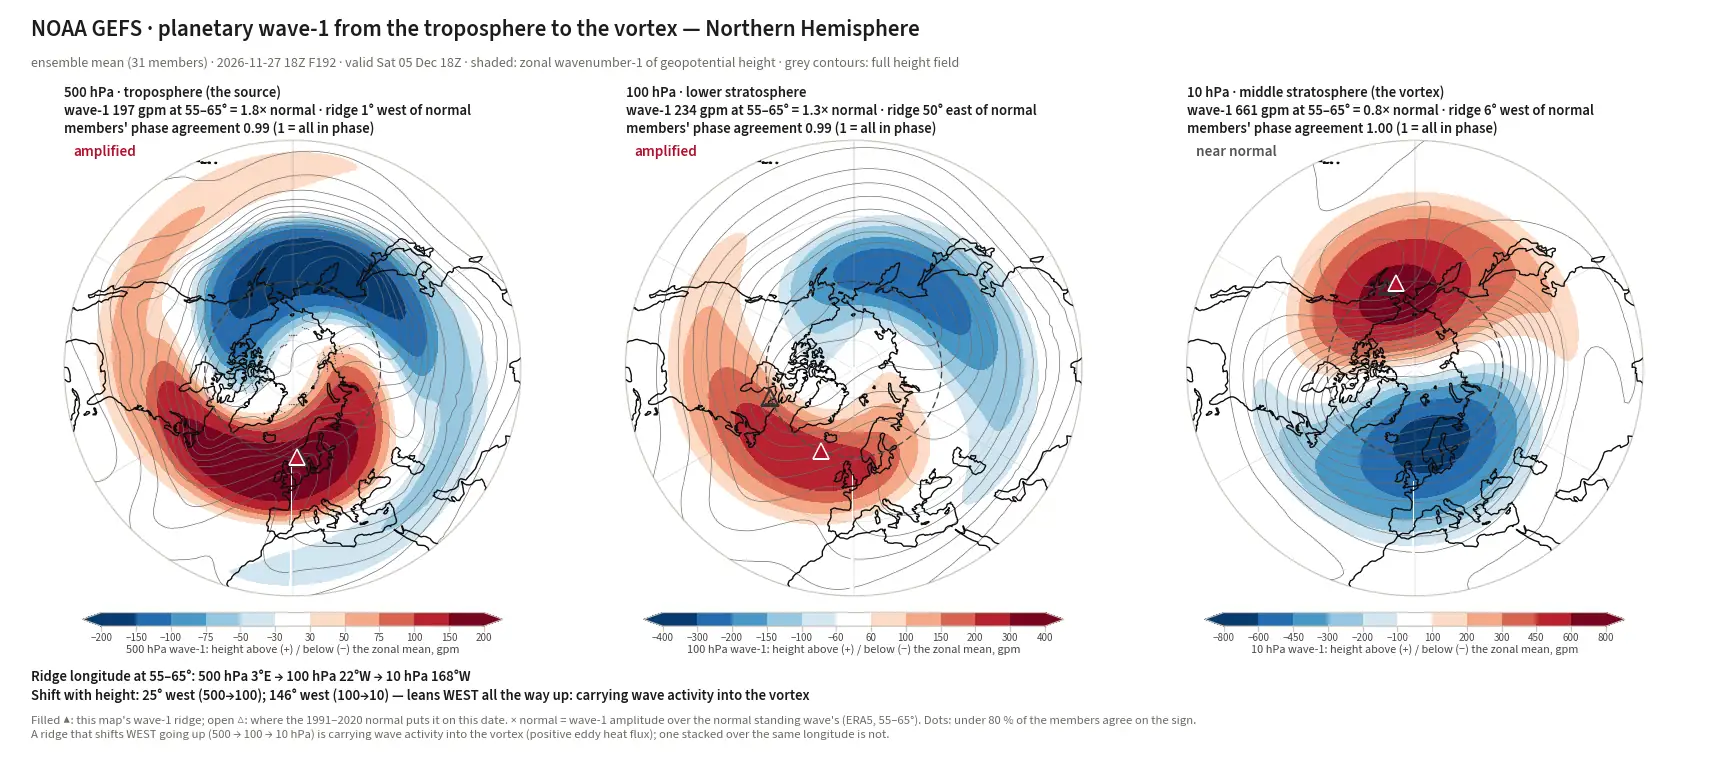 NOAA GEFS · planetary wave-1 from the troposphere to the vortex — Northern Hemisphere
ensemble mean (31 members) · 2026-11-27 18Z F192 · valid Sat 05 Dec 18Z · shaded: zonal wavenumber-1 of geopotential height · grey contours: full height field
500 hPa · troposphere (the source)
wave-1 197 gpm at 55–65° = 1.8× normal · ridge 1° west of normal
members' phase agreement 0.99 (1 = all in phase)
amplified
100 hPa · lower stratosphere
wave-1 234 gpm at 55–65° = 1.3× normal · ridge 50° east of normal
members' phase agreement 0.99 (1 = all in phase)
amplified
10 hPa · middle stratosphere (the vortex)
wave-1 661 gpm at 55–65° = 0.8× normal · ridge 6° west of normal
members' phase agreement 1.00 (1 = all in phase)
near normal
−200 −150 −100 −75 −50 −30 30 50 75 100 150 200
500 hPa wave-1: height above (+) / below (−) the zonal mean, gpm
−400 −300 −200 −150 −100 −60 60 100 150 200 300 400
100 hPa wave-1: height above (+) / below (−) the zonal mean, gpm
−800 −600 −450 −300 −200 −100 100 200 300 450 600 800
10 hPa wave-1: height above (+) / below (−) the zonal mean, gpm
Ridge longitude at 55–65°: 500 hPa 3°E → 100 hPa 22°W → 10 hPa 168°W
Shift with height: 25° west (500→100); 146° west (100→10) — leans WEST all the way up: carrying wave activity into the vortex
Filled ▲: this map's wave-1 ridge; open △: where the 1991–2020 normal puts it on this date. × normal = wave-1 amplitude over the normal standing wave's (ERA5, 55–65°). Dots: under 80 % of the members agree on the sign.
A ridge that shifts WEST going up (500 → 100 → 10 hPa) is carrying wave activity into the vortex (positive eddy heat flux); one stacked over the same longitude is not.